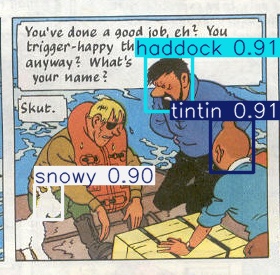 You've done a good job, eh? You
trigger-happy th
anyway? What's
your name?
haddock 0.91
Skut.
tintin 0.91
snowy 0.90